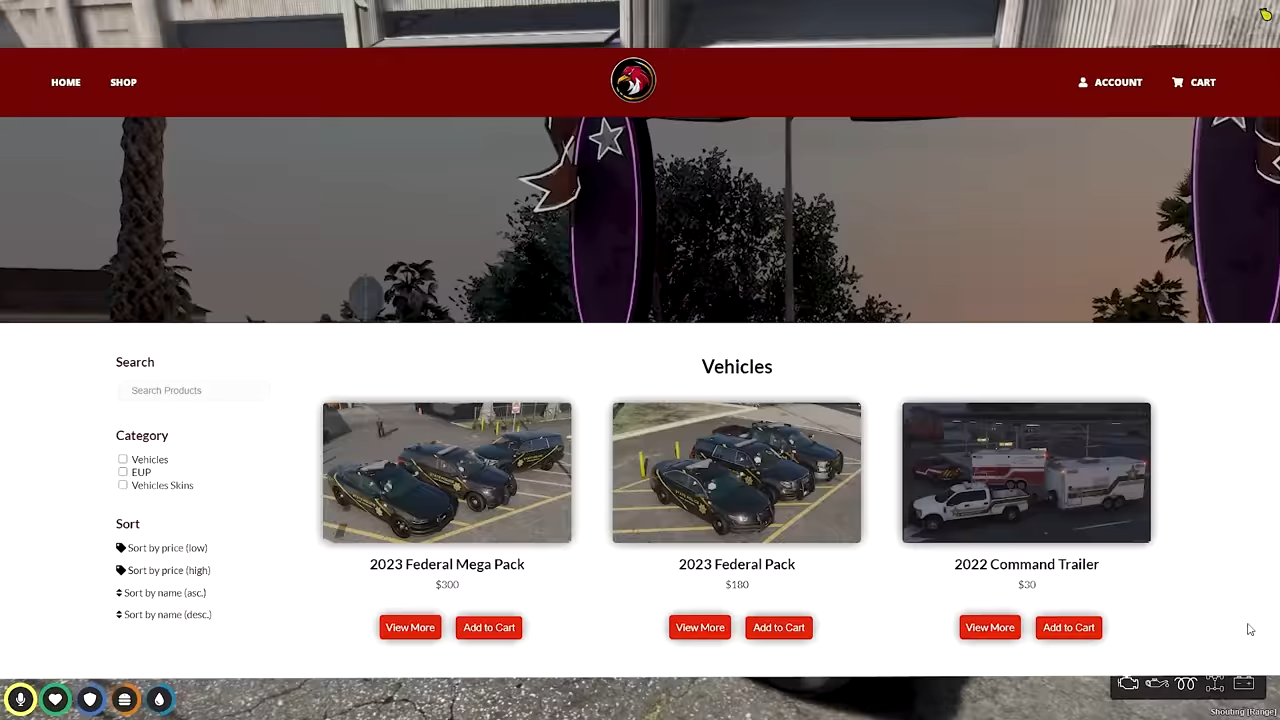 HOME
SHOP
ACCOUNT
CART
Search
Search Products
Category
Vehicles
EUP
Vehicles Skins
Sort
Sort by price (low)
Sort by price (high)
Sort by name (asc.)
Sort by name (desc.)
Vehicles
2023 Federal Mega Pack
$300
View More
Add to Cart
2023 Federal Pack
$180
View More
Add to Cart
2022 Command Trailer
$30
View More
Add to Cart
Shouting [Range]